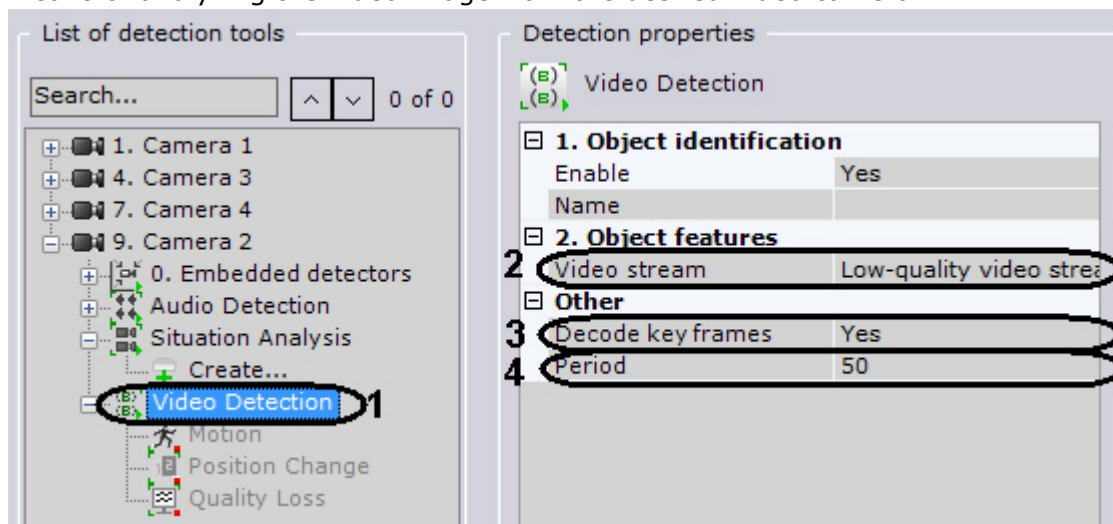 List of detection tools
Search...
0 of 0
1. Camera 1
4. Camera 3
7. Camera 4
9. Camera 2
0. Embedded detectors
Audio Detection
Situation Analysis
Create...
Video Detection 1
Motion
Position Change
Quality Loss
Detection properties
Video Detection
1. Object identification
Enable Yes
Name
2. Object features
2 Video stream Low-quality video strea
Other
3 Decode key frames Yes
4 Period 50